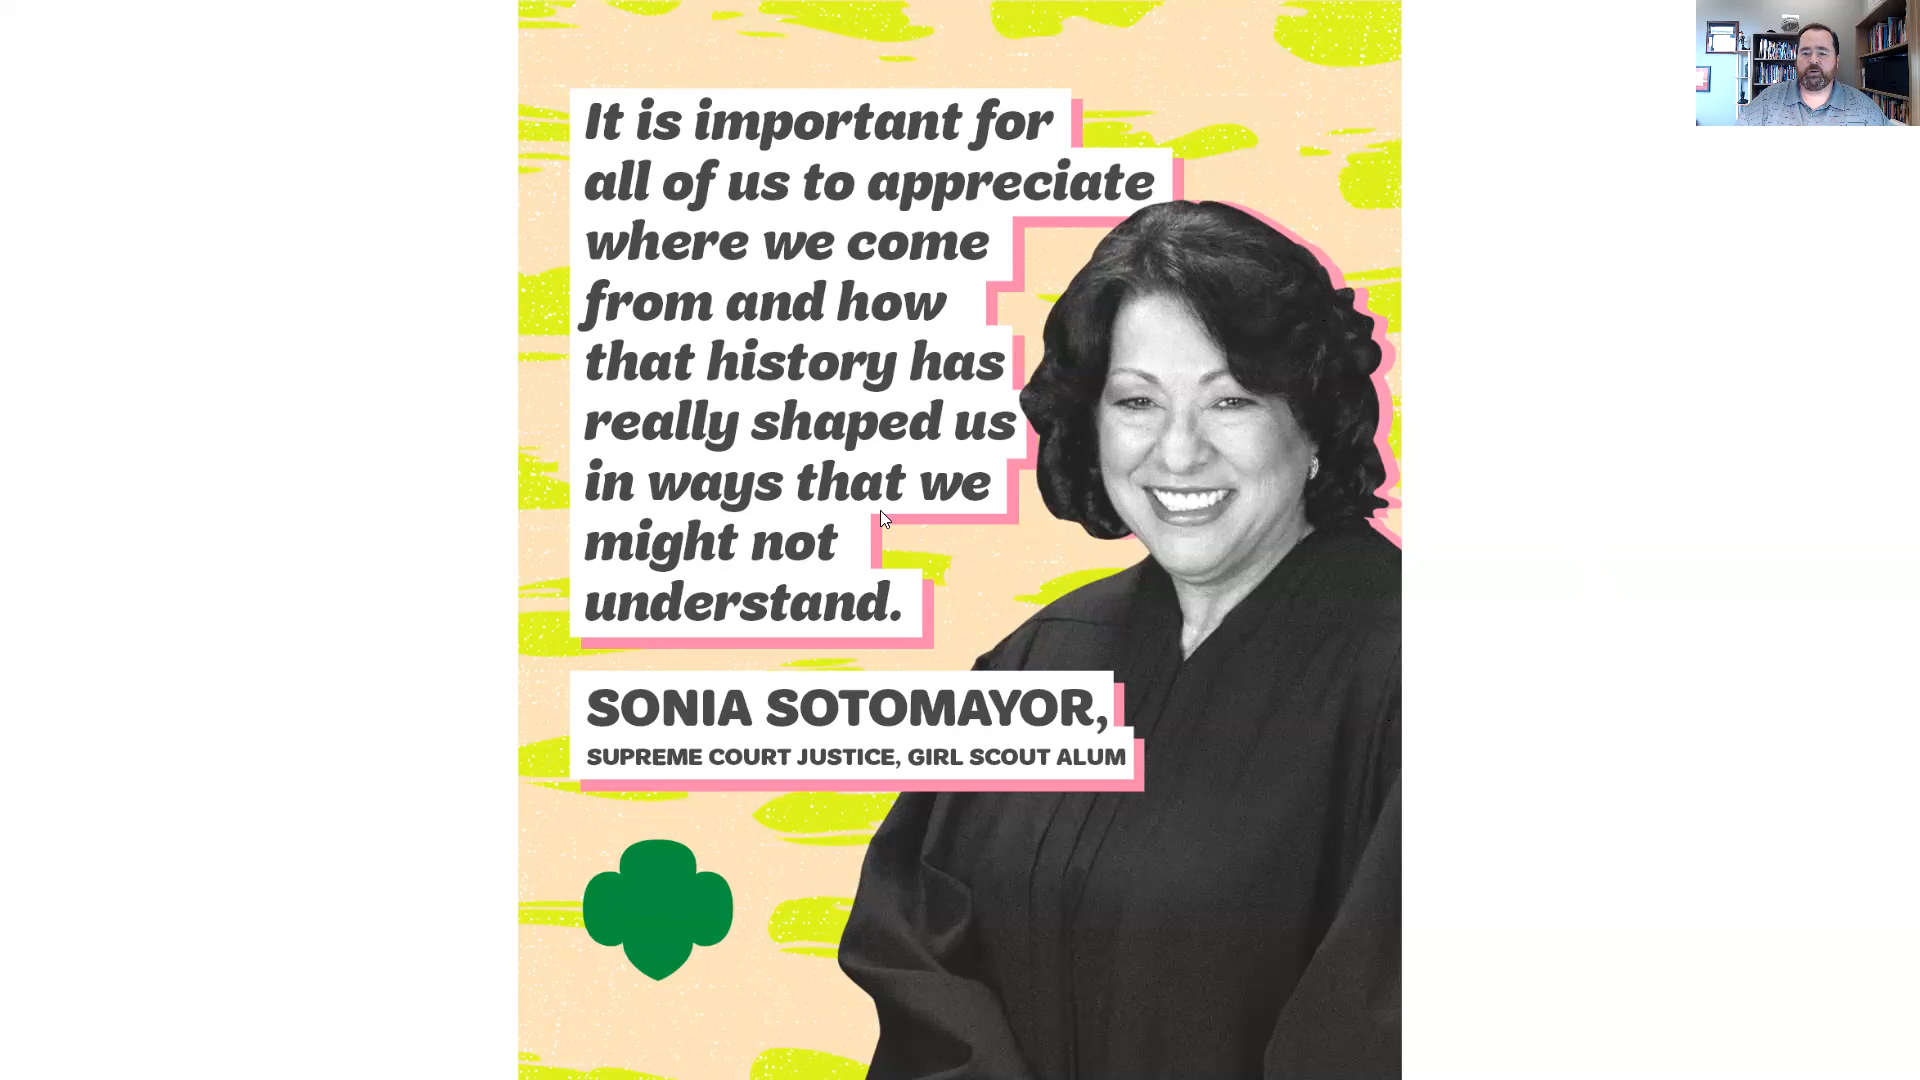 It is important for
all of us to appreciate
where we come
from and how
that history has
really shaped us
in ways that we
might not
understand.
SONIA SOTOMAYOR,
SUPREME COURT JUSTICE, GIRL SCOUT ALUM